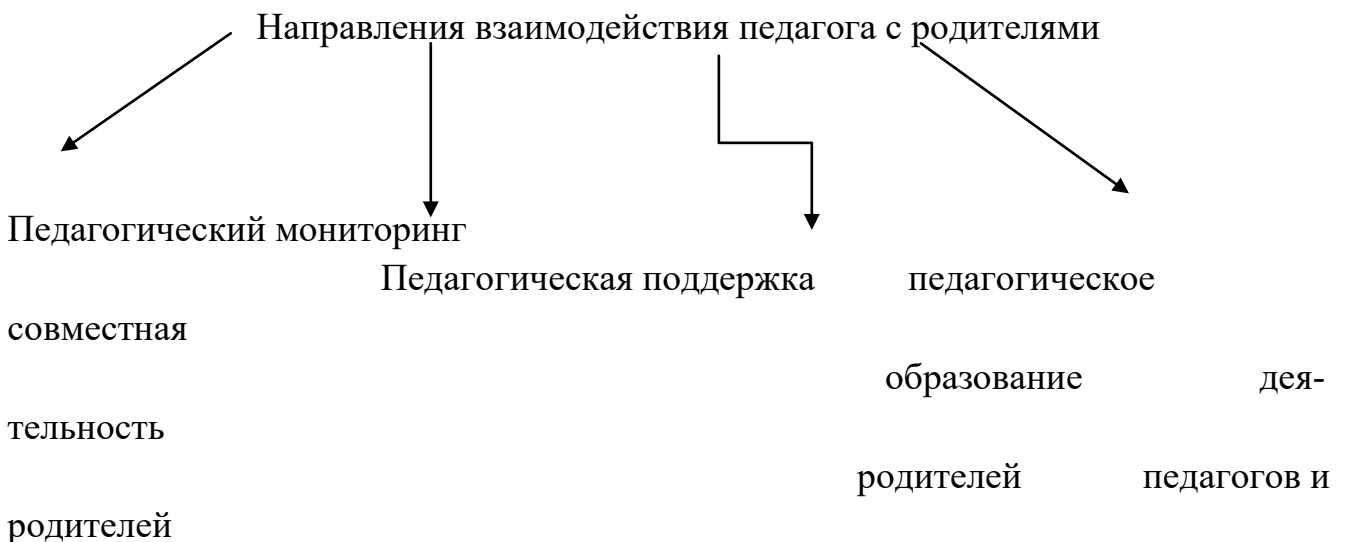 Направления взаимодействия педагога с родителями
Педагогический мониторинг
Педагогическая поддержка педагогическое
совместная
образование дея-
тельность
родителей педагогов и
родителей